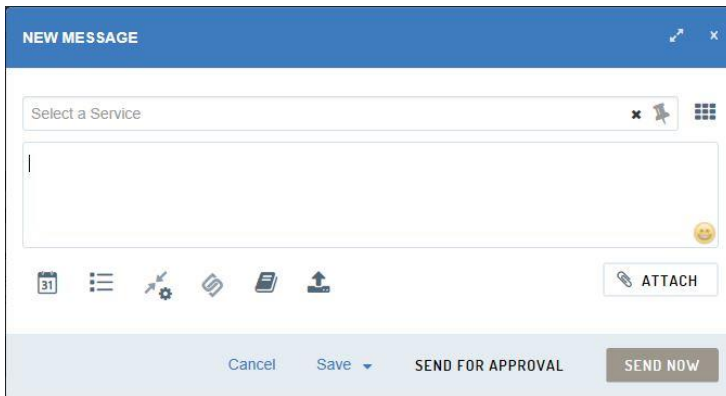 NEW MESSAGE
Select a Service
31
ATTACH
Cancel Save SEND FOR APPROVAL SEND NOW